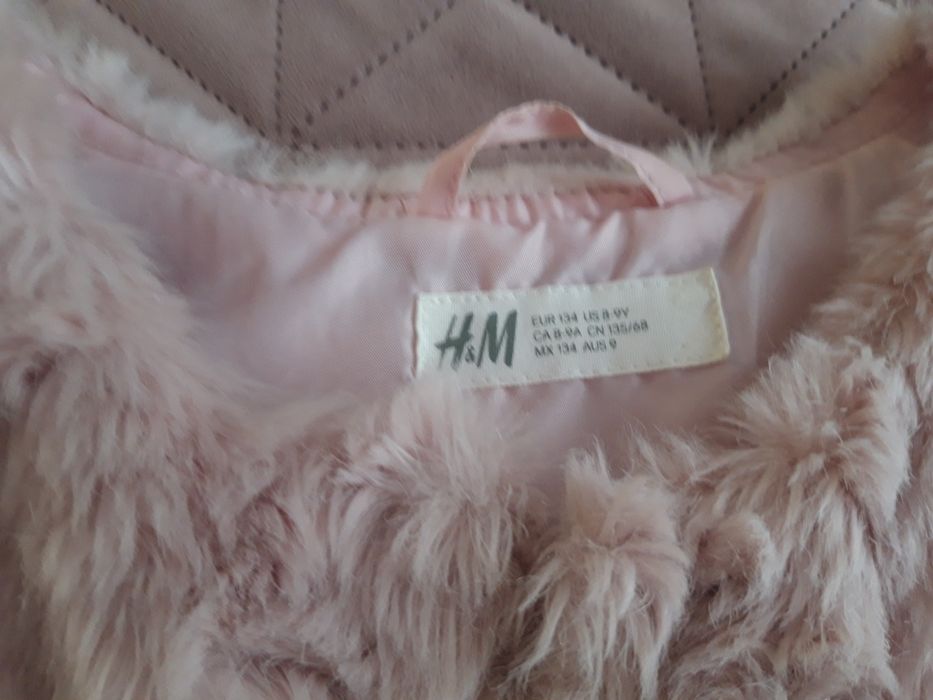 H&M
EUR 134 US 8-9Y
CA 8-9A CN 135/68
MX 134 AUS 9